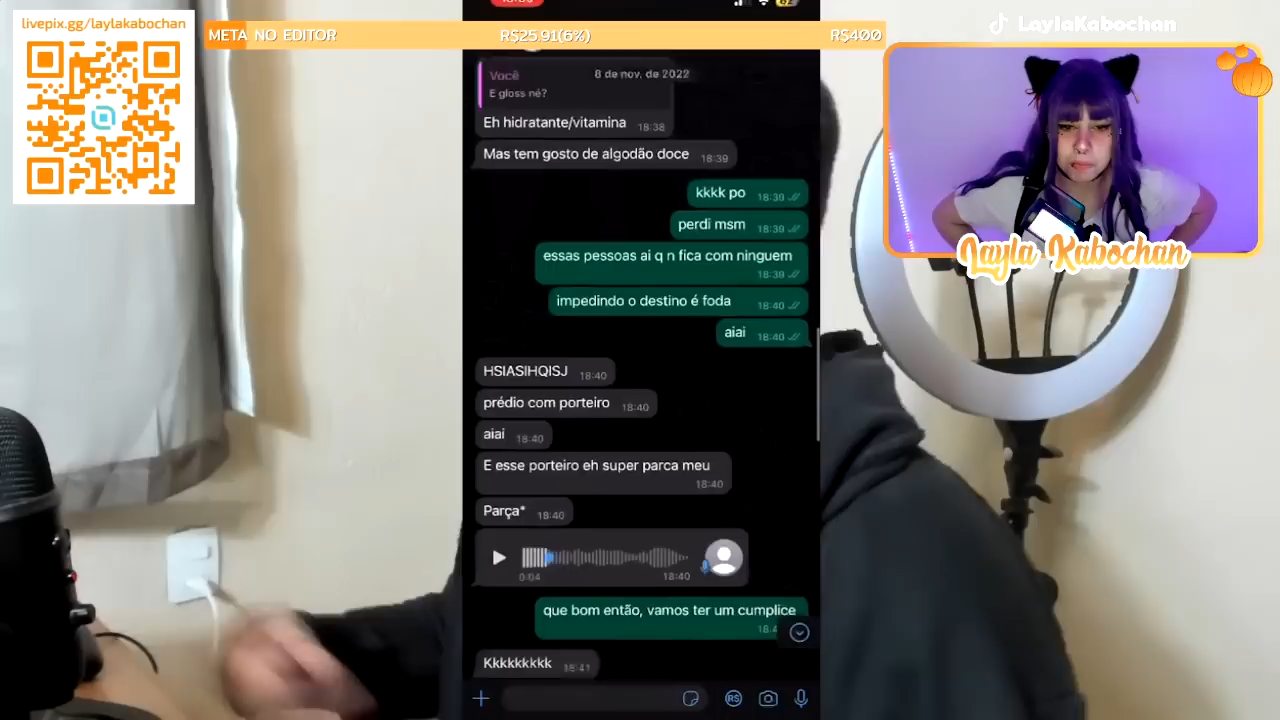 livepix.gg/laylakabochan
META NO EDITOR
R$25.91(6%)
R$400
LaylaKabochan
Layla Kabochan
Você
8 de nov. de 2022
E gloss né?
Eh hidratante/vitamina 18:38
Mas tem gosto de algodão doce 18:39
kkkk po 18:39
perdi msm 18:39
essas pessoas ai q n fica com ninguem
18:39
impedindo o destino é foda 18:40
aiai 18:40
HSIASIHQISJ 18:40
prédio com porteiro 18:40
aiai 18:40
E esse porteiro eh super parca meu
18:40
Parça* 18:40
0:04 18:40
que bom então, vamos ter um cumplice
Kkkkkkkkk 18:41
R$